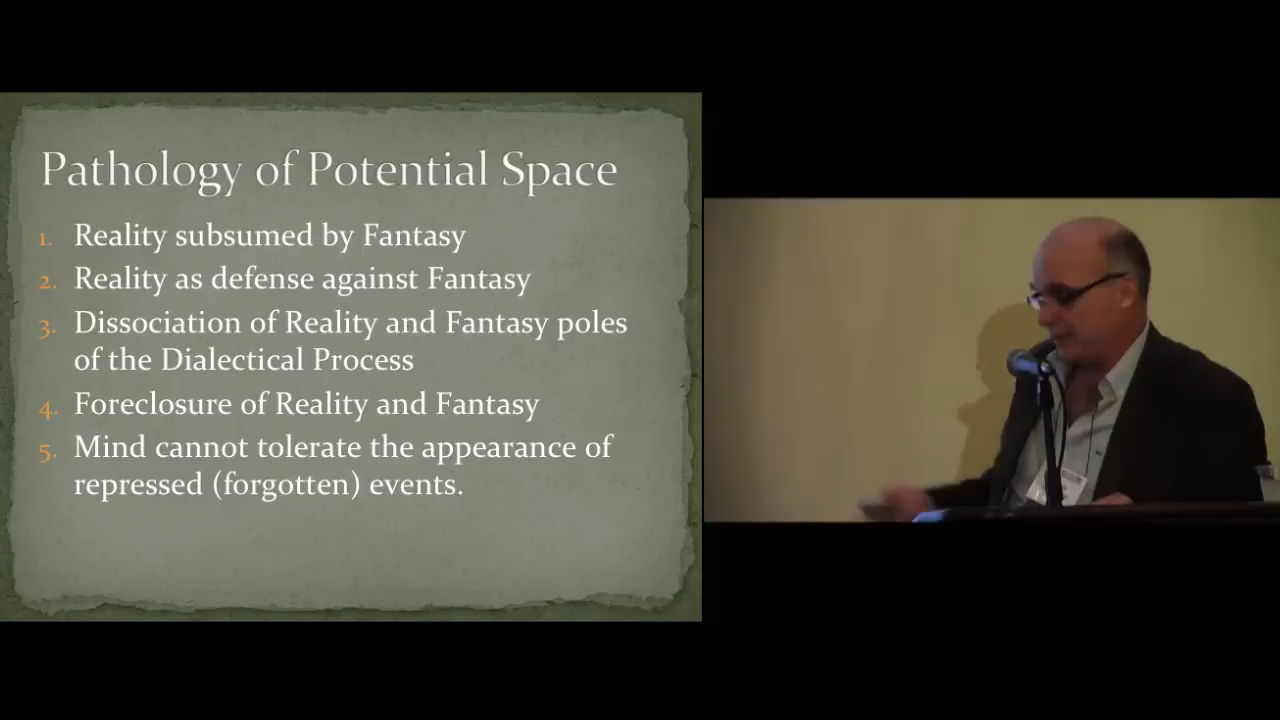 Pathology of Potential Space
1. Reality subsumed by Fantasy
2. Reality as defense against Fantasy
3. Dissociation of Reality and Fantasy poles
of the Dialectical Process
4. Foreclosure of Reality and Fantasy
5. Mind cannot tolerate the appearance of
repressed (forgotten) events.